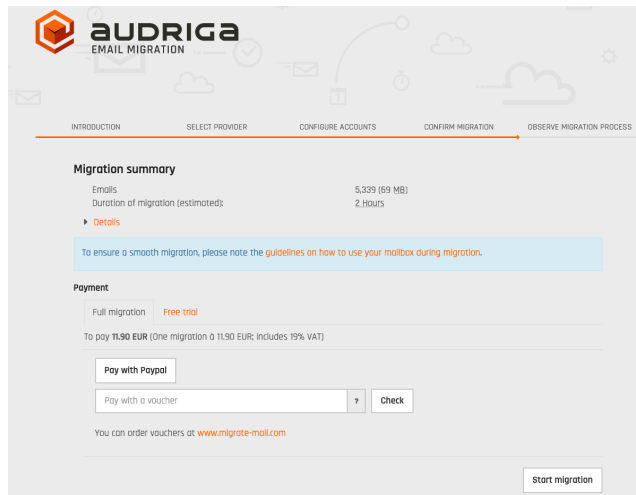 audriga
EMAIL MIGRATION
INTRODUCTION SELECT PROVIDER CONFIGURE ACCOUNTS CONFIRM MIGRATION OBSERVE MIGRATION PROCESS
Migration summary
Emails 5,339 (69 MB)
Duration of migration (estimated): 2 Hours
Details
To ensure a smooth migration, please note the guidelines on how to use your mailbox during migration.
Payment
Full migration Free trial
To pay 11.90 EUR (One migration à 11.90 EUR; includes 19% VAT)
Pay with Paypal
Pay with a voucher ? Check
You can order vouchers at www.migrate-mail.com
Start migration